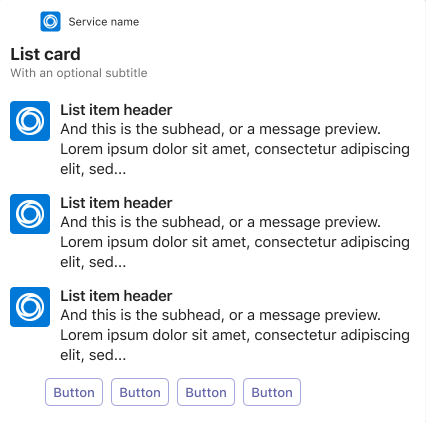 Service name
List card
With an optional subtitle
List item header
And this is the subhead, or a message preview.
Lorem ipsum dolor sit amet, consectetur adipiscing
elit, sed...
List item header
And this is the subhead, or a message preview.
Lorem ipsum dolor sit amet, consectetur adipiscing
elit, sed...
List item header
And this is the subhead, or a message preview.
Lorem ipsum dolor sit amet, consectetur adipiscing
elit, sed...
Button Button Button Button